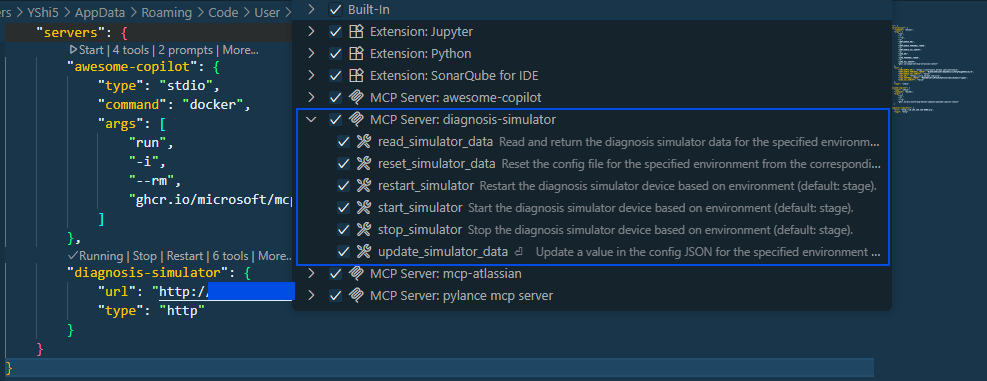 ers > YShi5 > AppData > Roaming > Code > User >
"servers": {
Start | 4 tools | 2 prompts | More...
"awesome-copilot": {
"type": "stdio",
"command": "docker",
"args": [
"run",
"-i",
"--rm",
"ghcr.io/microsoft/mcp
]
},
Running | Stop | Restart | 6 tools | More...
"diagnosis-simulator": {
"url": "http://
"type": "http"
}
}
}
Built-In
Extension: Jupyter
Extension: Python
Extension: SonarQube for IDE
MCP Server: awesome-copilot
MCP Server: diagnosis-simulator
read_simulator_data Read and return the diagnosis simulator data for the specified environm...
reset_simulator_data Reset the config file for the specified environment from the correspondi...
restart_simulator Restart the diagnosis simulator device based on environment (default: stage).
start_simulator Start the diagnosis simulator device based on environment (default: stage).
stop_simulator Stop the diagnosis simulator device based on environment (default: stage).
update_simulator_data Update a value in the config JSON for the specified environment ...
MCP Server: mcp-atlassian
MCP Server: pylance mcp server